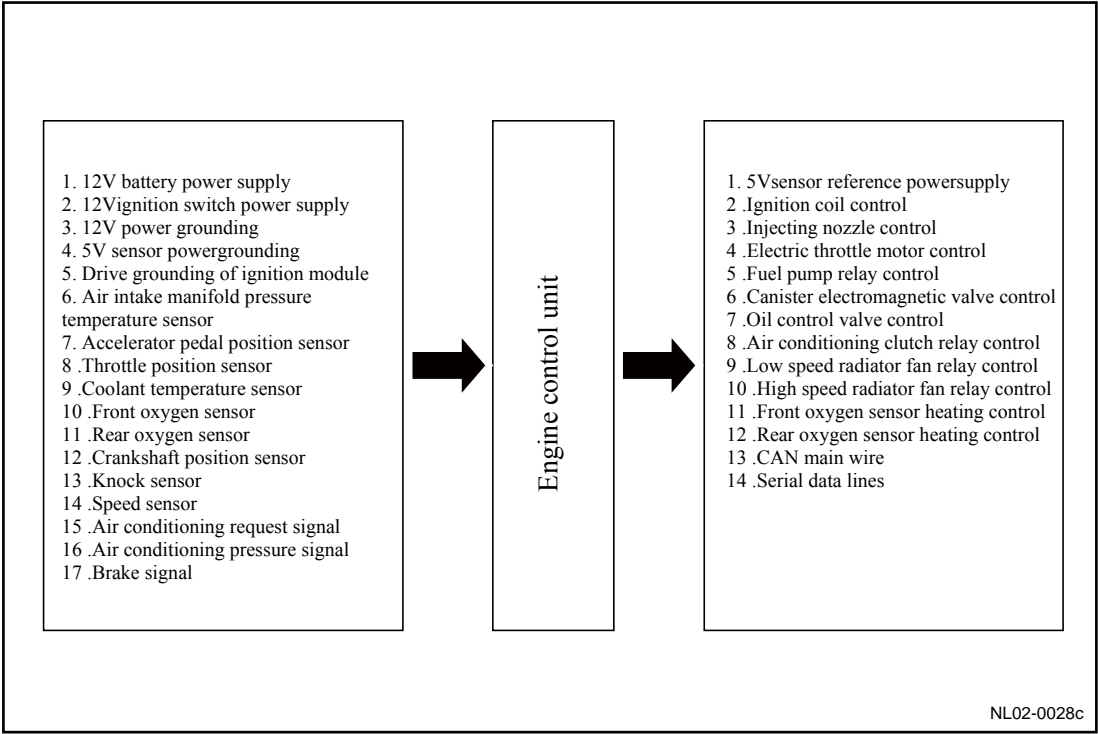 1. 12V battery power supply
2. 12Vignition switch power supply
3. 12V power grounding
4. 5V sensor powergrounding
5. Drive grounding of ignition module
6. Air intake manifold pressure
temperature sensor
7. Accelerator pedal position sensor
8 .Throttle position sensor
9 .Coolant temperature sensor
10 .Front oxygen sensor
11 .Rear oxygen sensor
12 .Crankshaft position sensor
13 .Knock sensor
14 .Speed sensor
15 .Air conditioning request signal
16 .Air conditioning pressure signal
17 .Brake signal
Engine control unit
1. 5Vsensor reference powersupply
2 .Ignition coil control
3 .Injecting nozzle control
4 .Electric throttle motor control
5 .Fuel pump relay control
6 .Canister electromagnetic valve control
7 .Oil control valve control
8 .Air conditioning clutch relay control
9 .Low speed radiator fan relay control
10 .High speed radiator fan relay control
11 .Front oxygen sensor heating control
12 .Rear oxygen sensor heating control
13 .CAN main wire
14 .Serial data lines
NL02-0028c